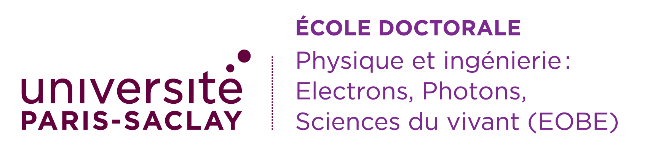 université
PARIS-SACLAY
ÉCOLE DOCTORALE
Physique et ingénierie :
Electrons, Photons,
Sciences du vivant (EOBE)